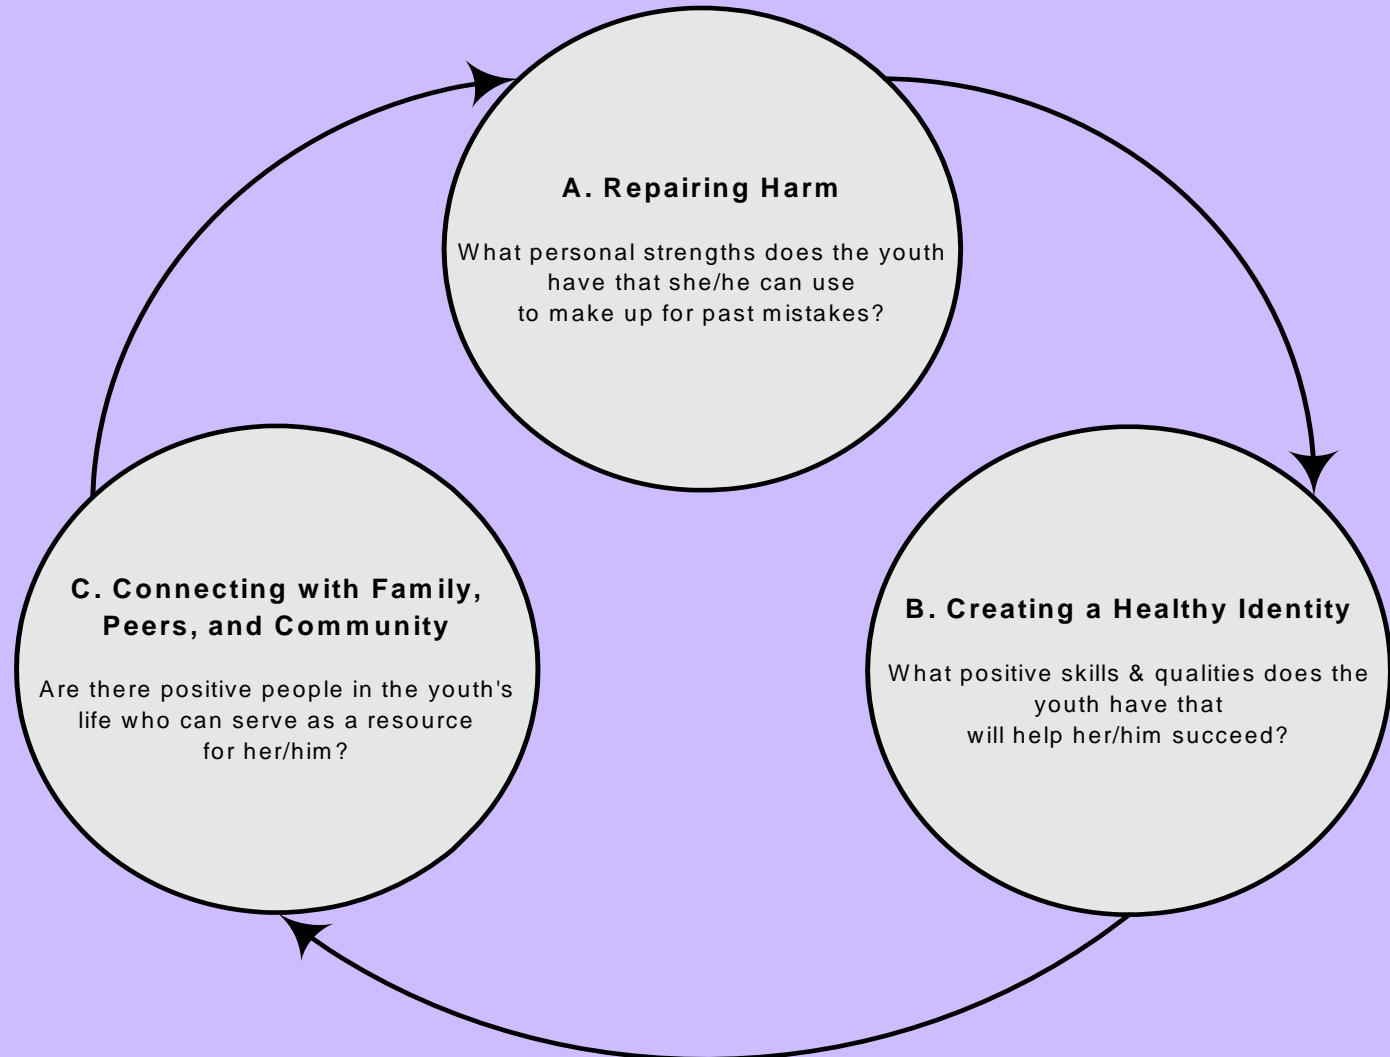 A. Repairing Harm
What personal strengths does the youth
have that she/he can use
to make up for past mistakes?
B. Creating a Healthy Identity
What positive skills & qualities does the
youth have that
will help her/him succeed?
C. Connecting with Family,
Peers, and Community
Are there positive people in the youth's
life who can serve as a resource
for her/him?